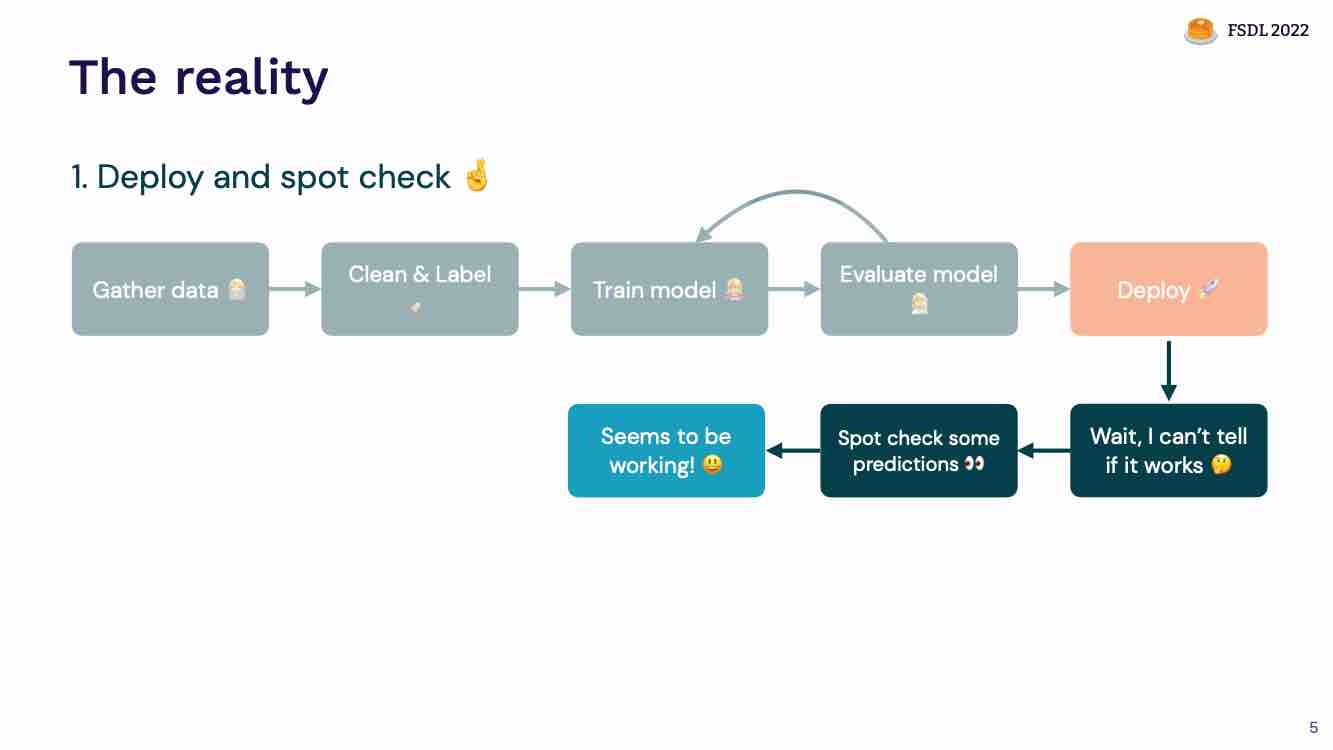 FSDL 2022
The reality
1. Deploy and spot check 🤞
Gather data
Clean & Label
Train model
Evaluate model
Deploy 🚀
Wait, I can't tell
if it works 🤔
Spot check some
predictions 👀
Seems to be
working! 😃
5